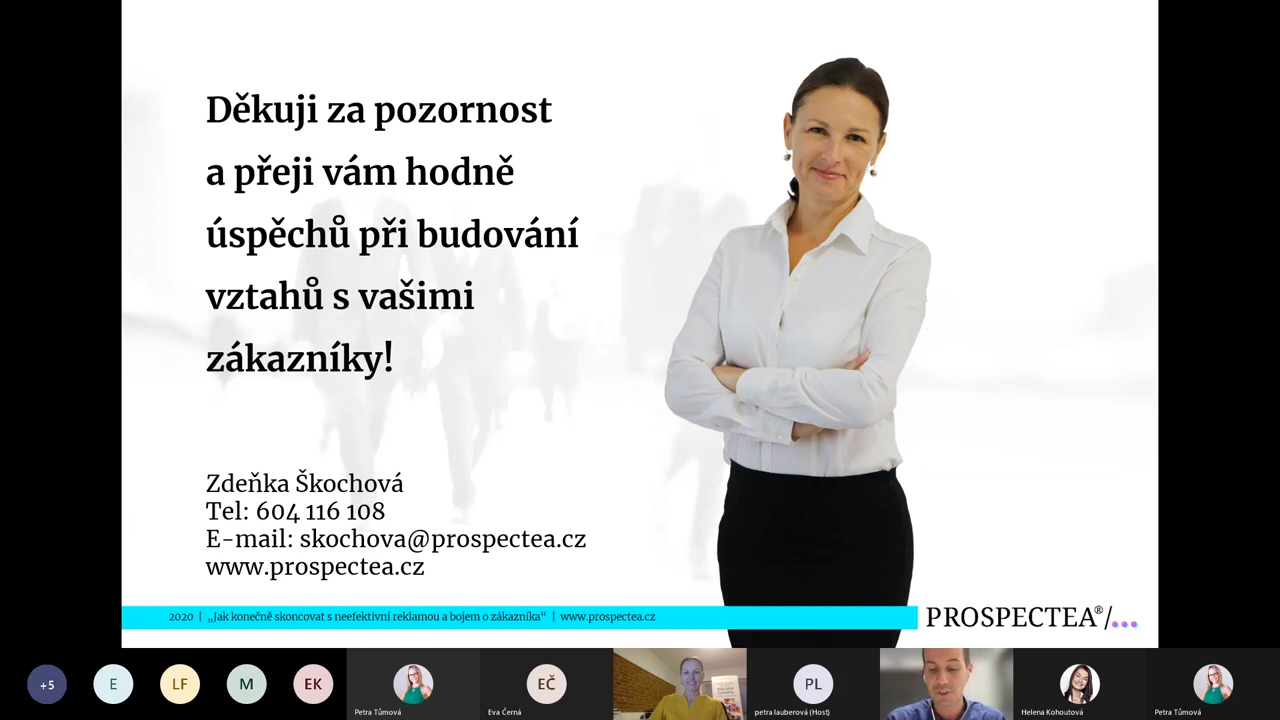 Děkuji za pozornost
a přeji vám hodně
úspěchů při budování
vztahů s vašimi
zákazníky!
Zdeňka Škochová
Tel: 604 116 108
E-mail: skochova@prospectea.cz
www.prospectea.cz
2020 | „Jak konečně skoncovat s neefektivní reklamou a bojem o zákazníka“ | www.prospectea.cz
PROSPECTEA®/...
+5
E
LF
M
EK
Petra Tůmová
EČ
Eva Černá
PL
petra lauberová (Host)
Helena Kohoutová
Petra Tůmová